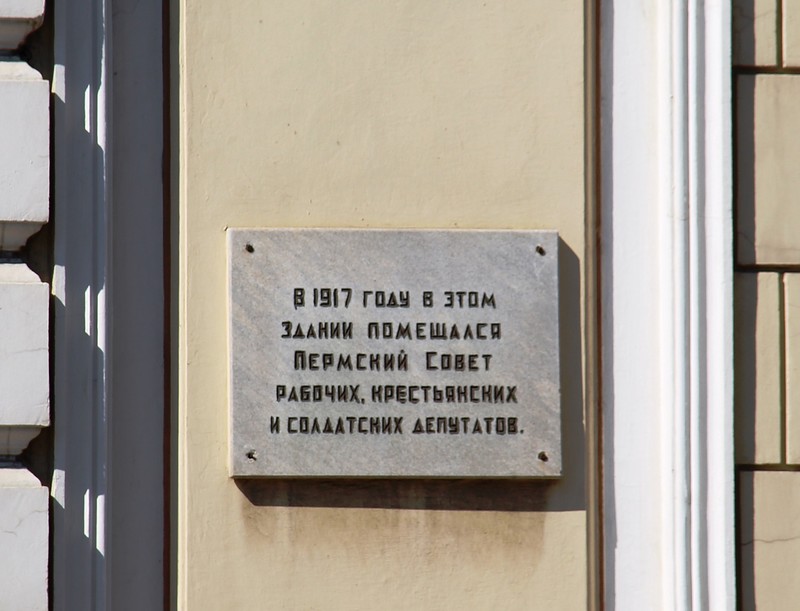 В 1917 году в этом
здании помещался
Пермский Совет
рабочих, крестьянских
и солдатских депутатов.